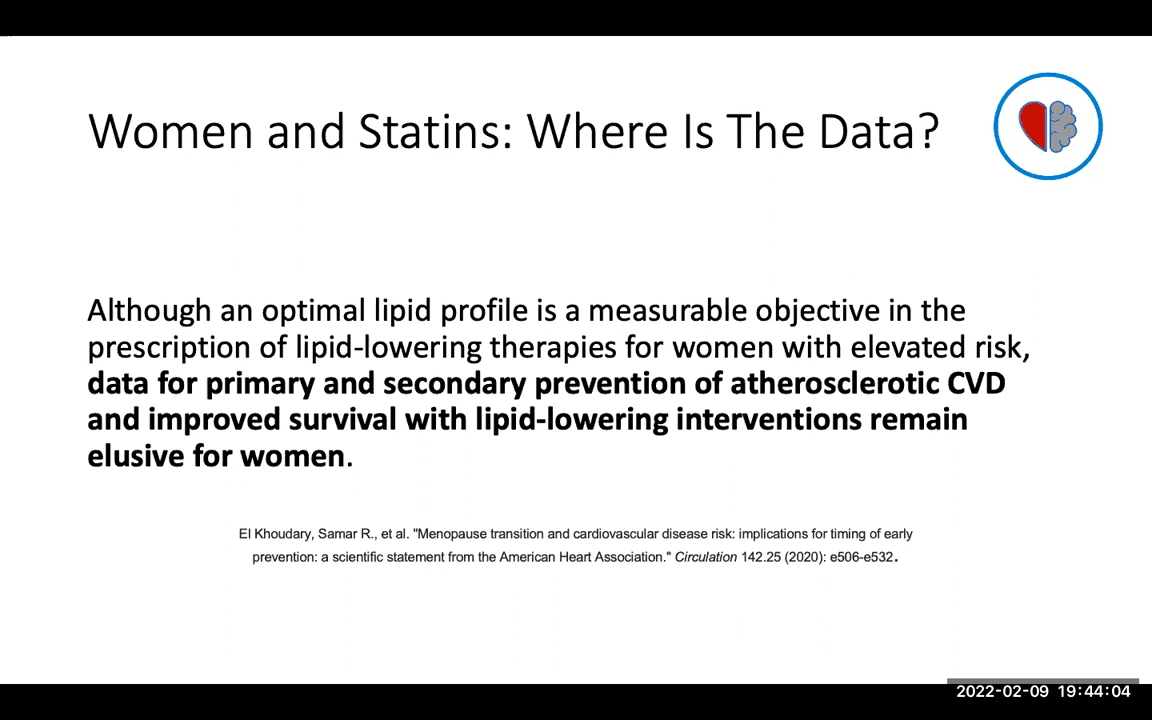 Women and Statins: Where Is The Data?
Although an optimal lipid profile is a measurable objective in the
prescription of lipid-lowering therapies for women with elevated risk,
data for primary and secondary prevention of atherosclerotic CVD
and improved survival with lipid-lowering interventions remain
elusive for women.
El Khoudary, Samar R., et al. "Menopause transition and cardiovascular disease risk: implications for timing of early
prevention: a scientific statement from the American Heart Association." Circulation 142.25 (2020): e506-e532.
2022-02-09 19:44:04